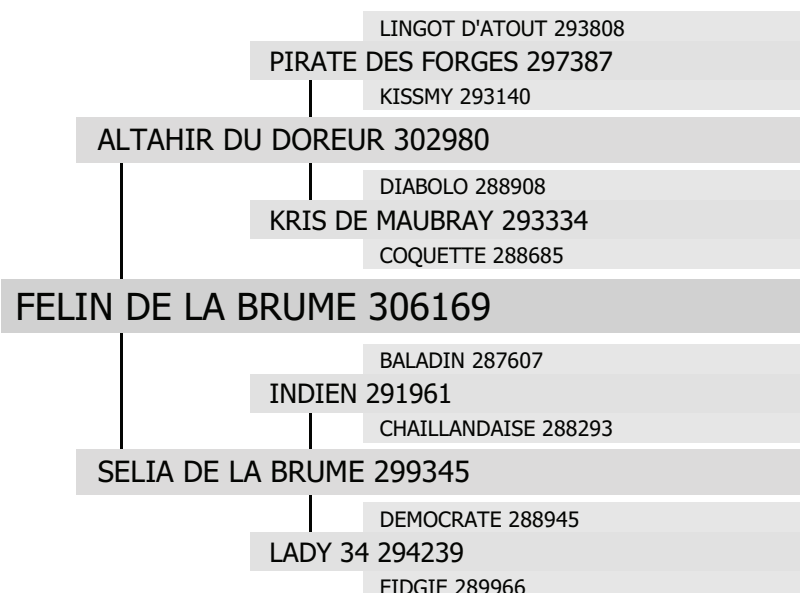 LINGOT D'ATOUT 293808
PIRATE DES FORGES 297387
KISSMY 293140
ALTAHIR DU DOREUR 302980
DIABOLO 288908
KRIS DE MAUBRAY 293334
COQUETTE 288685
FELIN DE LA BRUME 306169
BALADIN 287607
INDIEN 291961
CHAILLANDAISE 288293
SELIA DE LA BRUME 299345
DEMOCRATE 288945
LADY 34 294239
FIDGIE 289966